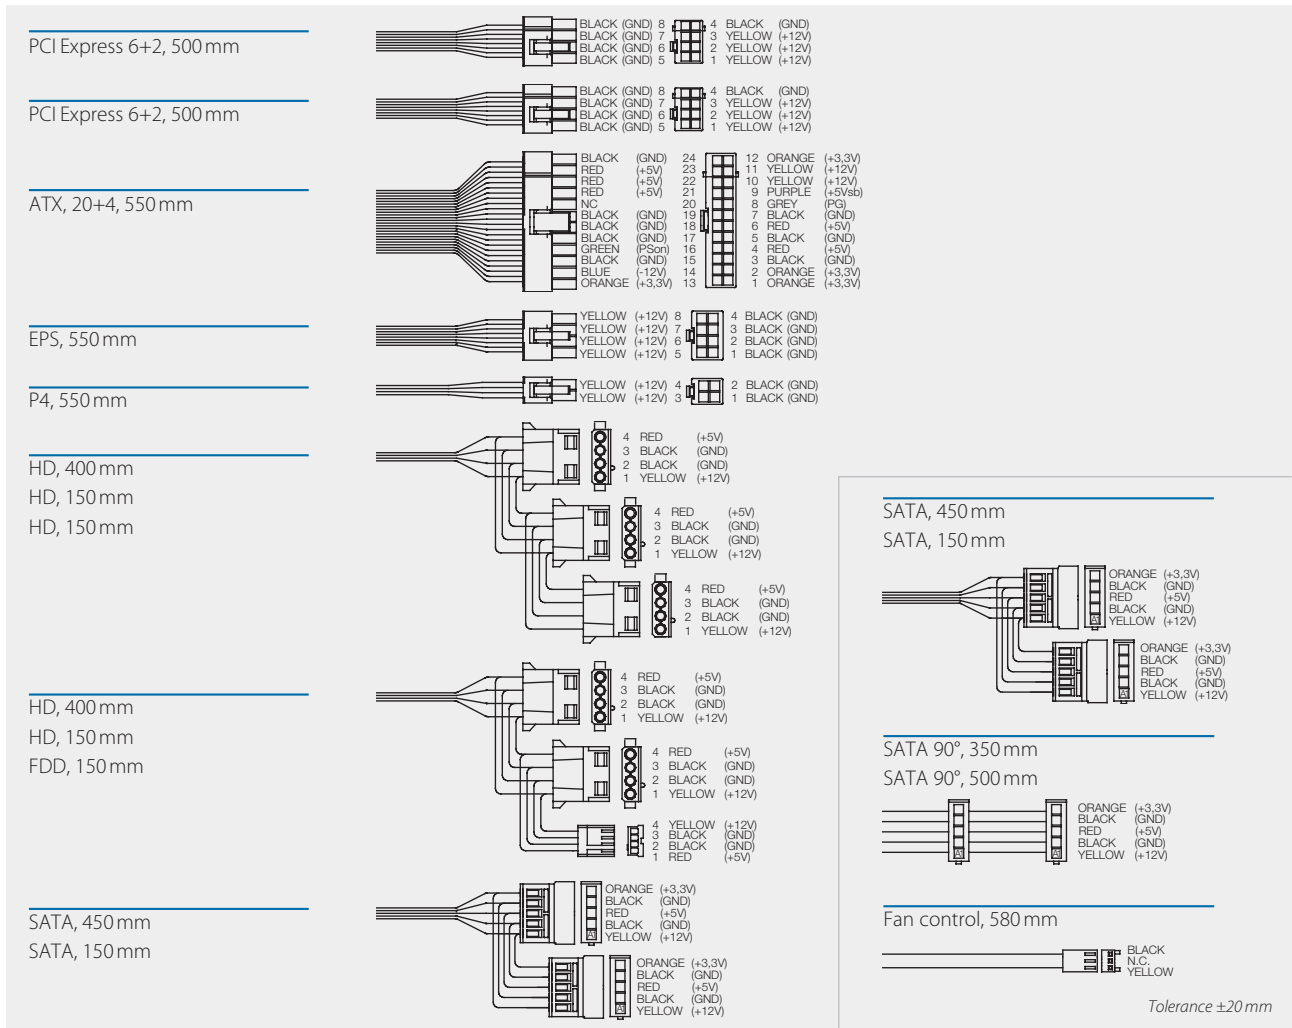 PCI Express 6+2, 500 mm
BLACK (GND) 8 4 BLACK (GND)
BLACK (GND) 7 3 YELLOW (+12V)
BLACK (GND) 6 2 YELLOW (+12V)
BLACK (GND) 5 1 YELLOW (+12V)
PCI Express 6+2, 500 mm
BLACK (GND) 8 4 BLACK (GND)
BLACK (GND) 7 3 YELLOW (+12V)
BLACK (GND) 6 2 YELLOW (+12V)
BLACK (GND) 5 1 YELLOW (+12V)
ATX, 20+4, 550 mm
BLACK (GND) 24 12 ORANGE (+3,3V)
RED (+5V) 23 11 YELLOW (+12V)
RED (+5V) 22 10 YELLOW (+12V)
RED (+5V) 21 9 PURPLE (+5Vsb)
NC 20 8 GREY (PG)
BLACK (GND) 19 7 BLACK (GND)
BLACK (GND) 18 6 RED (+5V)
BLACK (GND) 17 5 BLACK (GND)
GREEN (PSon) 16 4 RED (+5V)
BLACK (GND) 15 3 BLACK (GND)
BLUE (-12V) 14 2 ORANGE (+3,3V)
ORANGE (+3,3V) 13 1 ORANGE (+3,3V)
EPS, 550 mm
YELLOW (+12V) 8 4 BLACK (GND)
YELLOW (+12V) 7 3 BLACK (GND)
YELLOW (+12V) 6 2 BLACK (GND)
YELLOW (+12V) 5 1 BLACK (GND)
P4, 550 mm
YELLOW (+12V) 4 2 BLACK (GND)
YELLOW (+12V) 3 1 BLACK (GND)
HD, 400 mm
HD, 150 mm
HD, 150 mm
4 RED (+5V)
3 BLACK (GND)
2 BLACK (GND)
1 YELLOW (+12V)
4 RED (+5V)
3 BLACK (GND)
2 BLACK (GND)
1 YELLOW (+12V)
4 RED (+5V)
3 BLACK (GND)
2 BLACK (GND)
1 YELLOW (+12V)
HD, 400 mm
HD, 150 mm
FDD, 150 mm
4 RED (+5V)
3 BLACK (GND)
2 BLACK (GND)
1 YELLOW (+12V)
4 RED (+5V)
3 BLACK (GND)
2 BLACK (GND)
1 YELLOW (+12V)
4 YELLOW (+12V)
3 BLACK (GND)
2 BLACK (GND)
1 RED (+5V)
SATA, 450 mm
SATA, 150 mm
ORANGE (+3,3V)
BLACK (GND)
RED (+5V)
BLACK (GND)
YELLOW (+12V)
ORANGE (+3,3V)
BLACK (GND)
RED (+5V)
BLACK (GND)
YELLOW (+12V)
SATA, 450 mm
SATA, 150 mm
ORANGE (+3,3V)
BLACK (GND)
RED (+5V)
BLACK (GND)
YELLOW (+12V)
ORANGE (+3,3V)
BLACK (GND)
RED (+5V)
BLACK (GND)
YELLOW (+12V)
SATA 90°, 350 mm
SATA 90°, 500 mm
ORANGE (+3,3V)
BLACK (GND)
RED (+5V)
BLACK (GND)
YELLOW (+12V)
Fan control, 580 mm
BLACK
N.C.
YELLOW
Tolerance ±20 mm